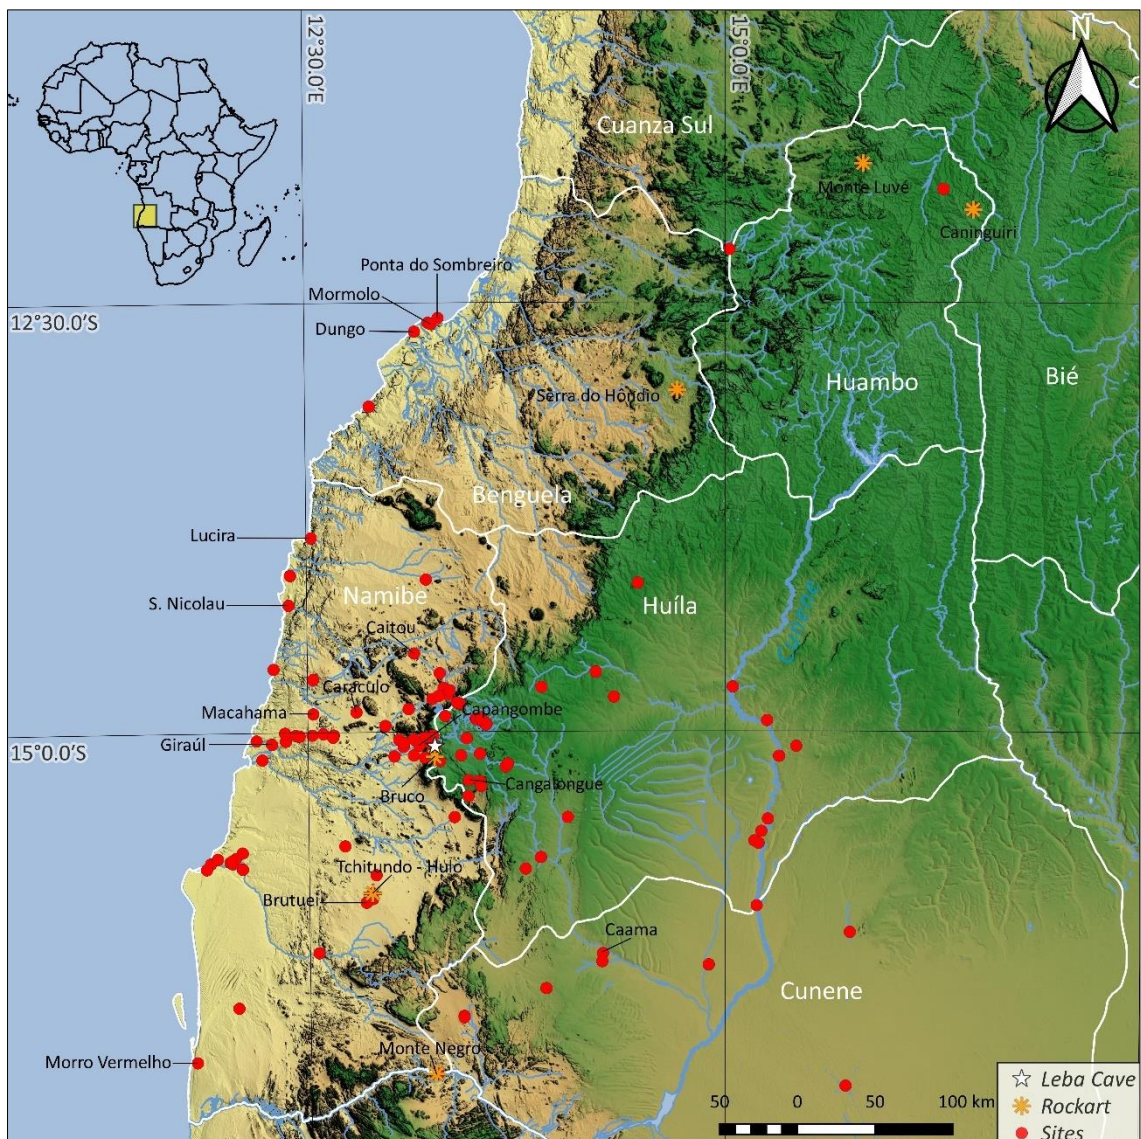 12°30.0'E
15°0.0'E
N
Cuanza Sul
Monte Luvé
Caninguiri
Ponta do Sombreiro
Mormolo
12°30.0'S
Dungo
Huambo
Bié
Serra do Hondio
Benguela
Lucira
Namibe
Huíla
S. Nicolau
Cunene
Caitou
Caraculo
Macahama
Capangombe
Giraúl
15°0.0'S
Bruco
Cangalongue
Tchitundo - Hulo
Brutuei
Caama
Cunene
Monte Negro
Morro Vermelho
Leba Cave
Rockart
Sites
50 0 50 100 km